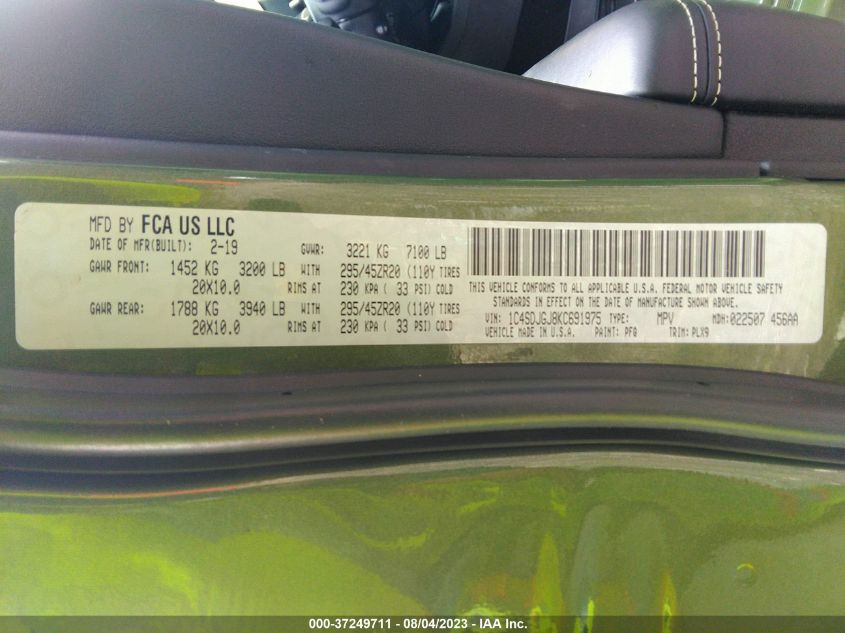 MFD BY FCA US LLC
DATE OF MFR(BUILT): 2-19 GVWR: 3221 KG 7100 LB
GAWR FRONT: 1452 KG 3200 LB WITH 295/45ZR20 (110Y TIRES
20X10.0 RIMS AT 230 KPA ( 33 PSI) COLD
GAWR REAR: 1788 KG 3940 LB WITH 295/45ZR20 (110Y TIRES
20X10.0 RIMS AT 230 KPA ( 33 PSI) COLD
THIS VEHICLE CONFORMS TO ALL APPLICABLE U.S.A. FEDERAL MOTOR VEHICLE SAFETY
STANDARDS IN EFFECT ON THE DATE OF MANUFACTURE SHOWN ABOVE.
VIN: 1C4SDJGJ8KC691975 TYPE: MPV MDH: 022507 456AA
VEHICLE MADE IN U.S.A. PAINT: PFQ TRIM: PLX9
000-37249711 — 08/04/2023 - IAA Inc.